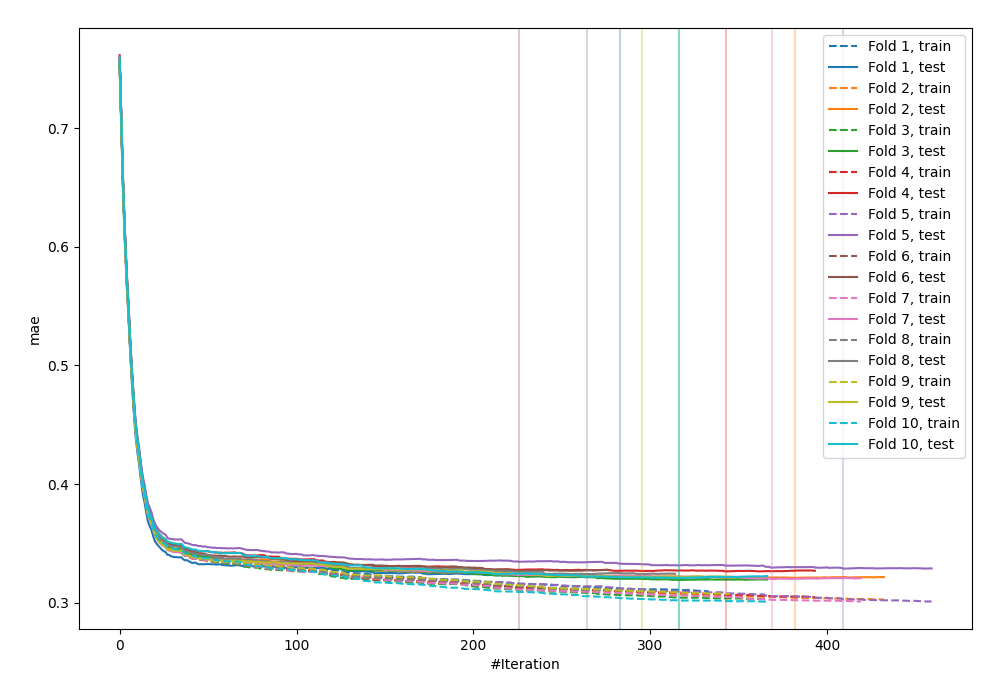 0.7
0.6
0.5
0.4
0.3
mae
0
100
200
300
400
#Iteration
Fold 1, train
Fold 1, test
Fold 2, train
Fold 2, test
Fold 3, train
Fold 3, test
Fold 4, train
Fold 4, test
Fold 5, train
Fold 5, test
Fold 6, train
Fold 6, test
Fold 7, train
Fold 7, test
Fold 8, train
Fold 8, test
Fold 9, train
Fold 9, test
Fold 10, train
Fold 10, test